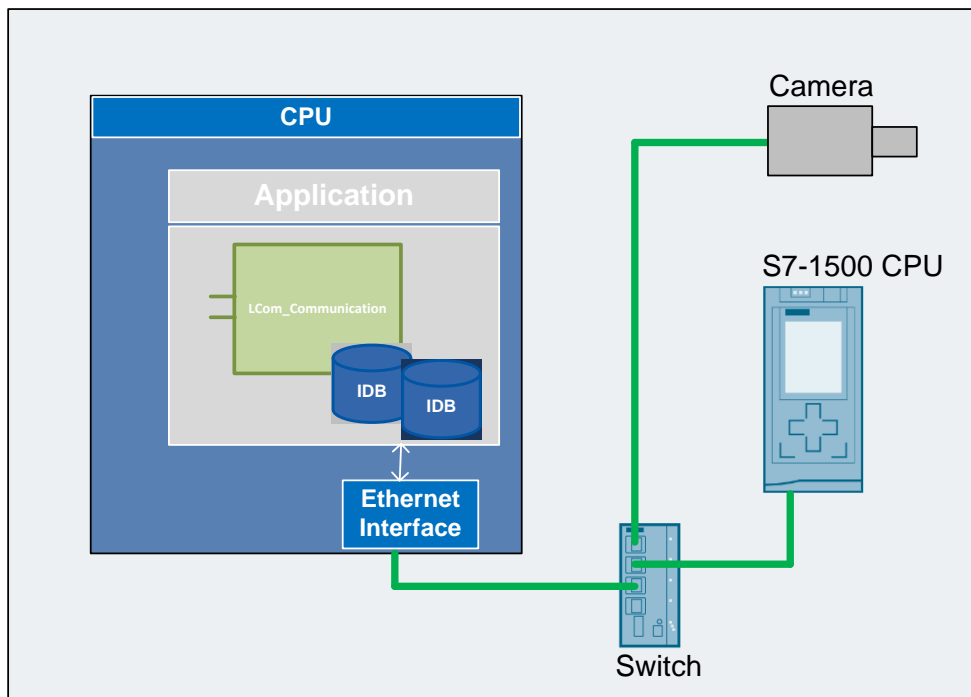 CPU
Application
LCom_Communication
IDB
IDB
Ethernet
Interface
Camera
S7-1500 CPU
Switch